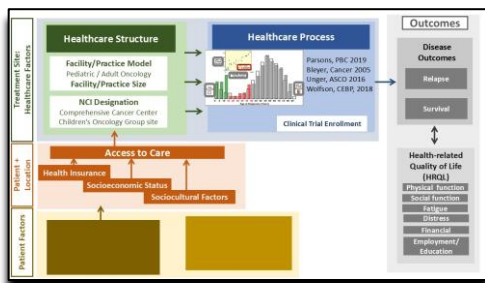 Treatment Site:
Healthcare Factors
Healthcare Structure
Facility/Practice Model
Pediatric / Adult Oncology
Facility/Practice Size
NCI Designation
Comprehensive Cancer Center
Children's Oncology Group site
Healthcare Process
Parsons, PBC 2019
Bleyer, Cancer 2005
Unger, ASCO 2016
Wolfson, CEBP, 2018
Clinical Trial Enrollment
Outcomes
Disease
Outcomes
Relapse
Survival
Health-related
Quality of Life
(HRQL)
Physical function
Social function
Fatigue
Distress
Financial
Employment/
Education
Patient +
Location
Access to Care
Health Insurance
Socioeconomic Status
Sociocultural Factors
Patient Factors